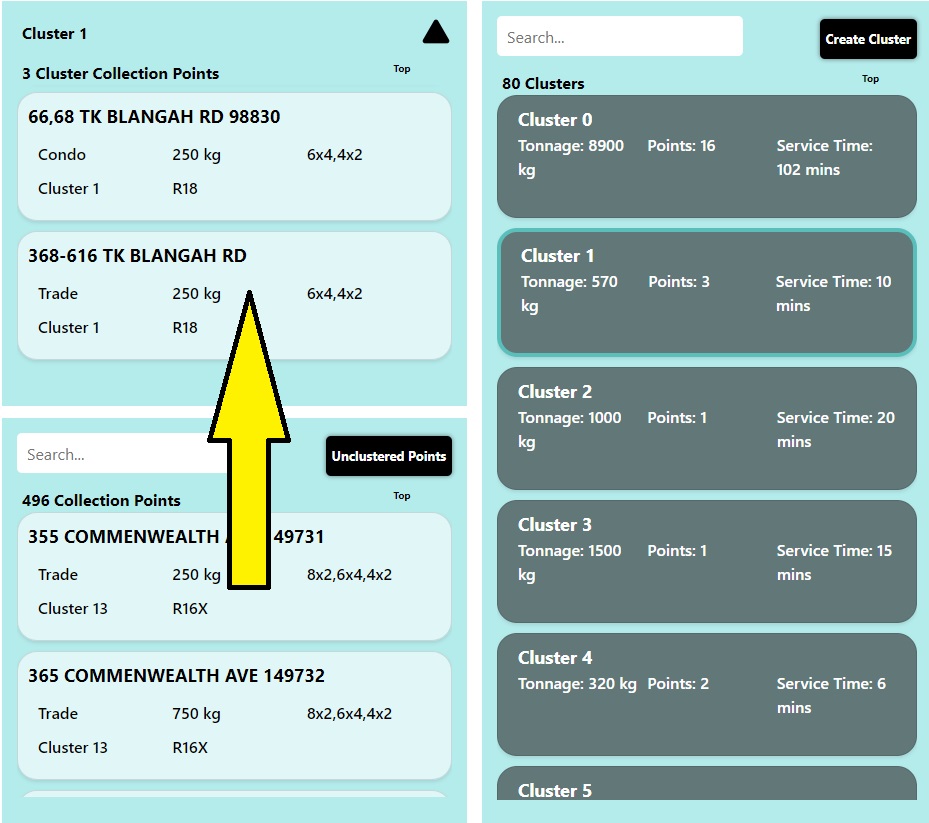 Cluster 1
3 Cluster Collection Points
Top
66,68 TK BLANGAH RD 98830
Condo 250 kg 6x4,4x2
Cluster 1 R18
368-616 TK BLANGAH RD
Trade 250 kg 6x4,4x2
Cluster 1 R18
Search...
Unclustered Points
496 Collection Points
Top
355 COMMENWEALTH 49731
Trade 250 kg 8x2,6x4,4x2
Cluster 13 R16X
365 COMMENWEALTH AVE 149732
Trade 750 kg 8x2,6x4,4x2
Cluster 13 R16X
Search...
Create Cluster
80 Clusters
Top
Cluster 0
Tonnage: 8900 Points: 16 Service Time:
kg 102 mins
Cluster 1
Tonnage: 570 Points: 3 Service Time: 10
kg mins
Cluster 2
Tonnage: 1000 Points: 1 Service Time: 20
kg mins
Cluster 3
Tonnage: 1500 Points: 1 Service Time: 15
kg mins
Cluster 4
Tonnage: 320 kg Points: 2 Service Time: 6
mins
Cluster 5